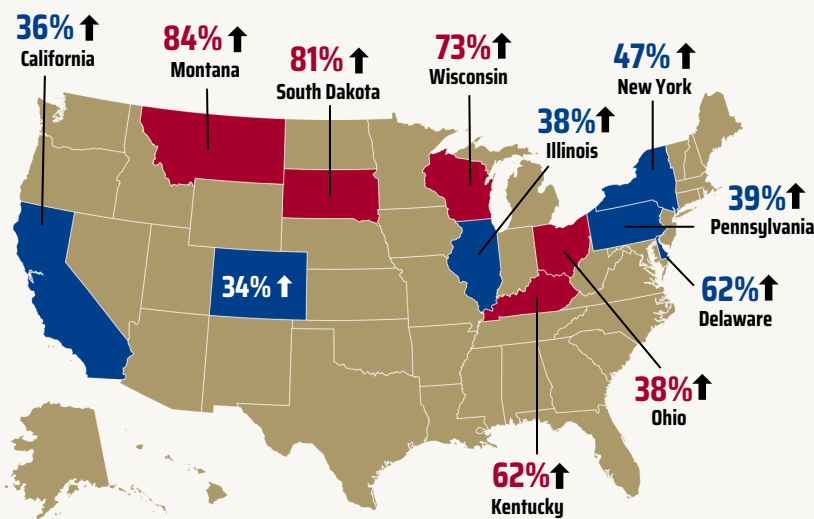 36%
California
84%
Montana
81%
South Dakota
73%
Wisconsin
38%
Illinois
47%
New York
39%
Pennsylvania
62%
Delaware
34%
38%
Ohio
62%
Kentucky